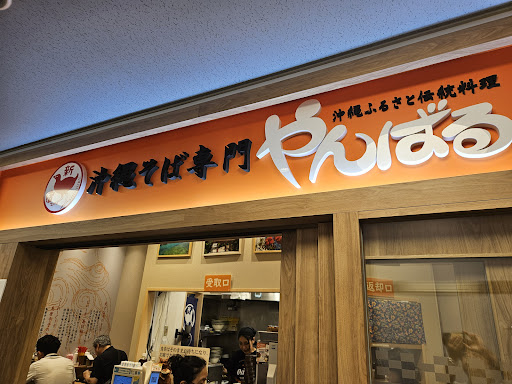 沖縄ふるさと伝統料理
新
沖縄そば専門
やんばる
受取口
返却口